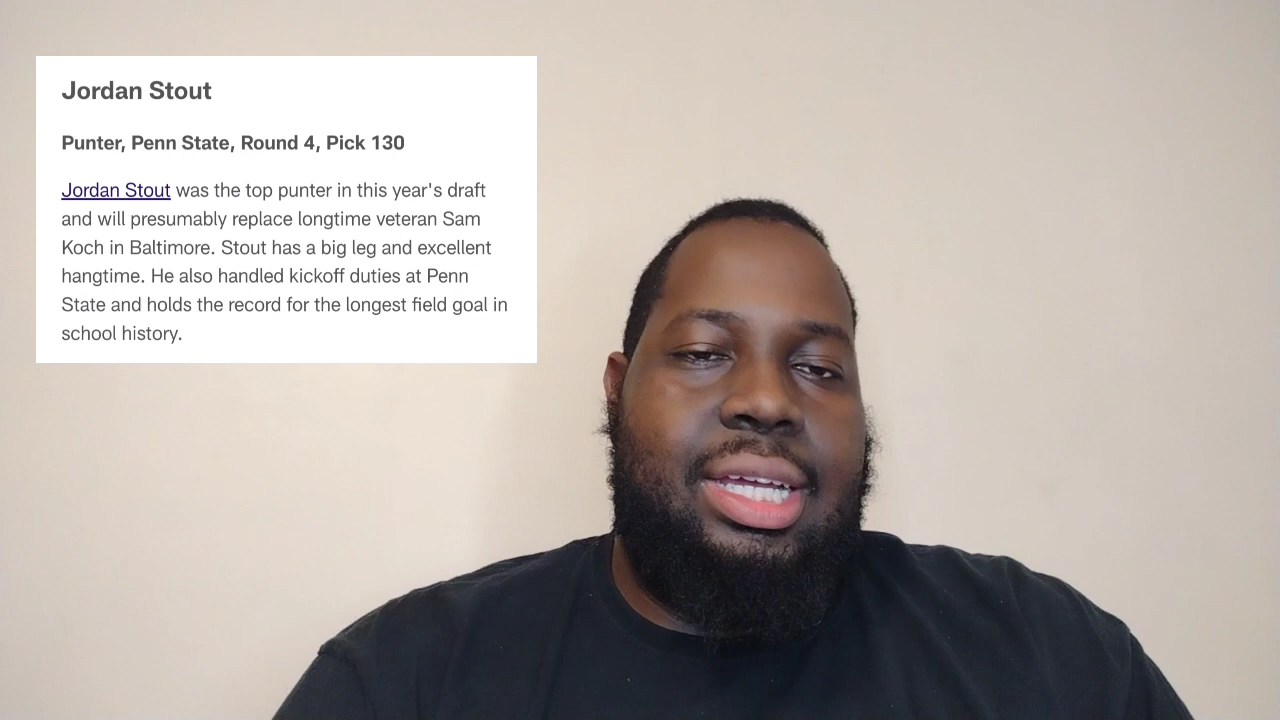 Jordan Stout
Punter, Penn State, Round 4, Pick 130
Jordan Stout was the top punter in this year's draft
and will presumably replace longtime veteran Sam
Koch in Baltimore. Stout has a big leg and excellent
hangtime. He also handled kickoff duties at Penn
State and holds the record for the longest field goal in
school history.